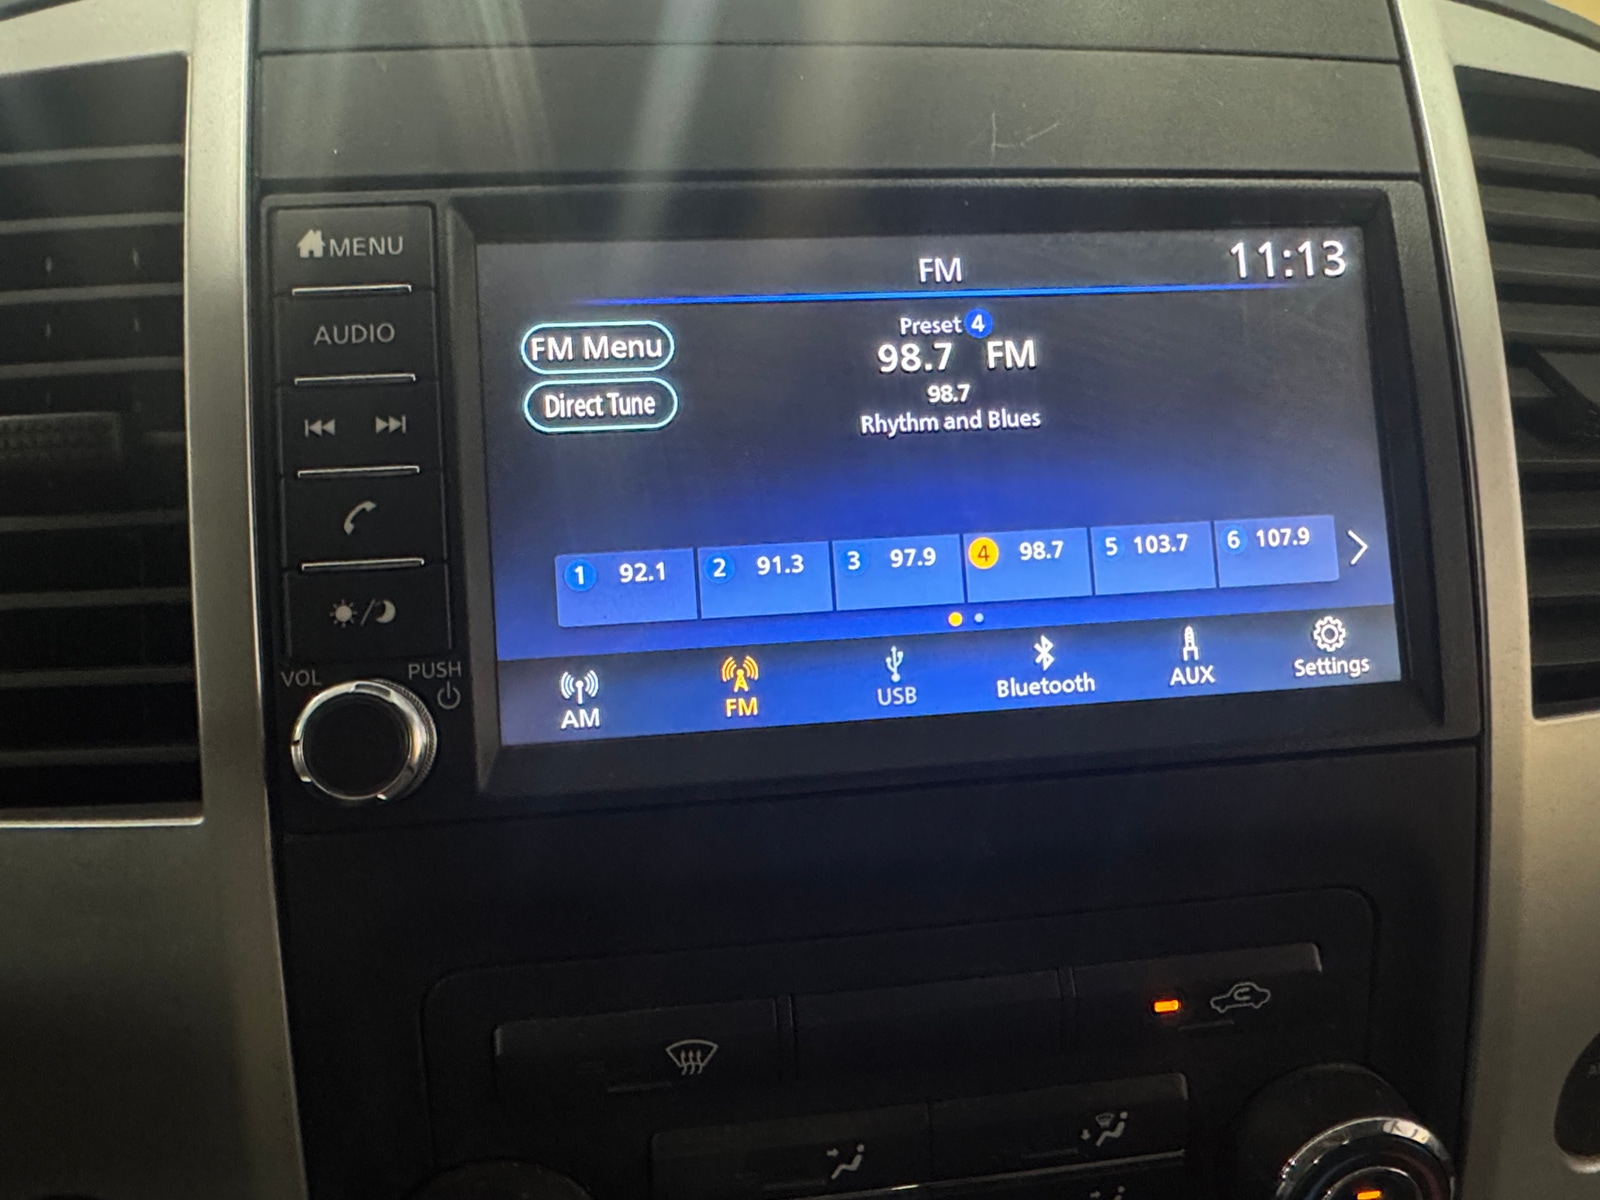 MENU
AUDIO
VOL
PUSH
FM
11:13
FM Menu
Direct Tune
Preset 4
98.7 FM
98.7
Rhythm and Blues
1 92.1
2 91.3
3 97.9
4 98.7
5 103.7
6 107.9
AM
FM
USB
Bluetooth
AUX
Settings